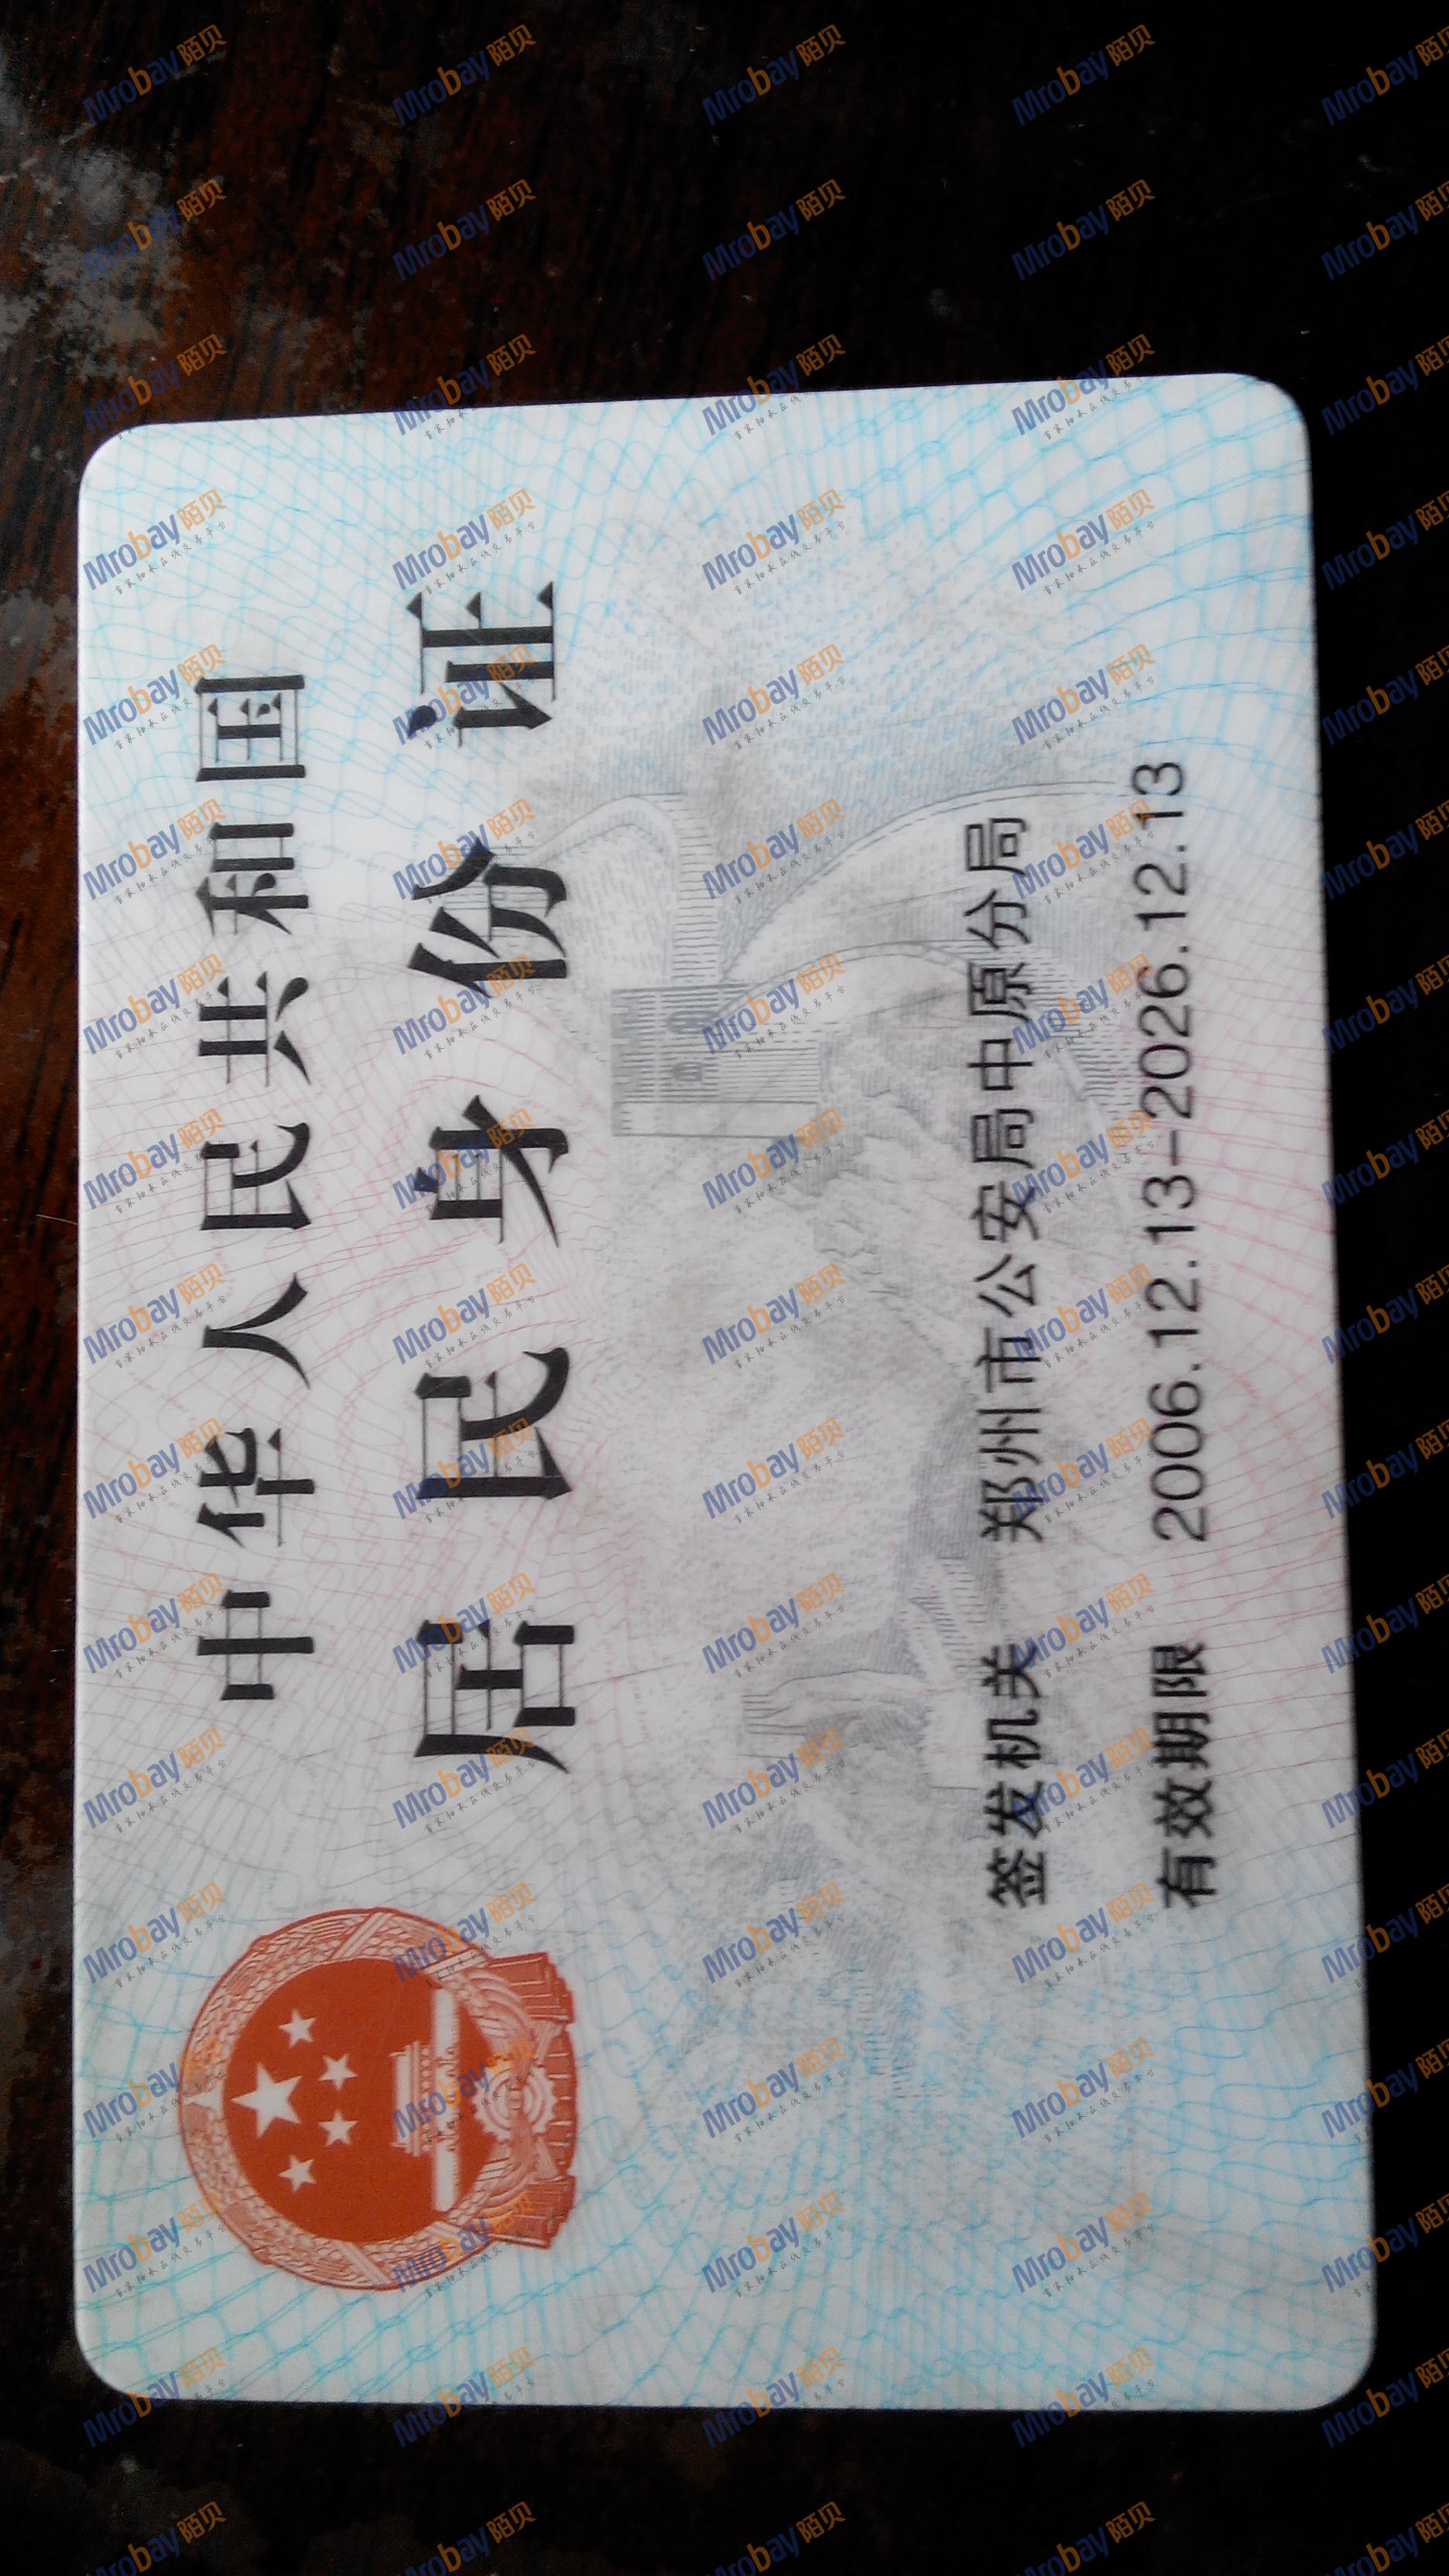 中华人民共和国
居民身份证
签发机关 郑州市公安局中原分局
有效期限 2006.12.13-2026.12.13
Mrobay陌贝